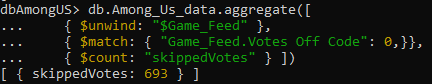 dbAmongUS> db.Among_Us_data.aggregate([
... { $unwind: "$Game_Feed" },
... { $match: { "Game_Feed.Votes Off Code": 0,}},
... { $count: "skippedVotes" } ])
[ { skippedVotes: 693 } ]